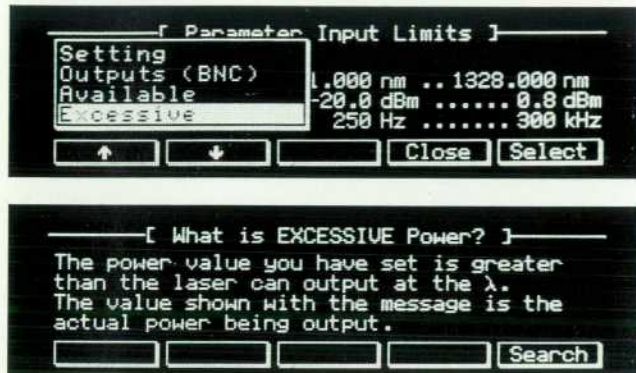 [ Parameter Input Limits ]
Setting
Outputs (BNC)
Available
Excessive
1.000 nm .. 1328.000 nm
-20.0 dBm ...... 0.8 dBm
250 Hz ....... 300 kHz
↑ ↓ Close Select
[ What is EXCESSIVE Power? ]
The power value you have set is greater
than the laser can output at the λ.
The value shown with the message is the
actual power being output.
Search